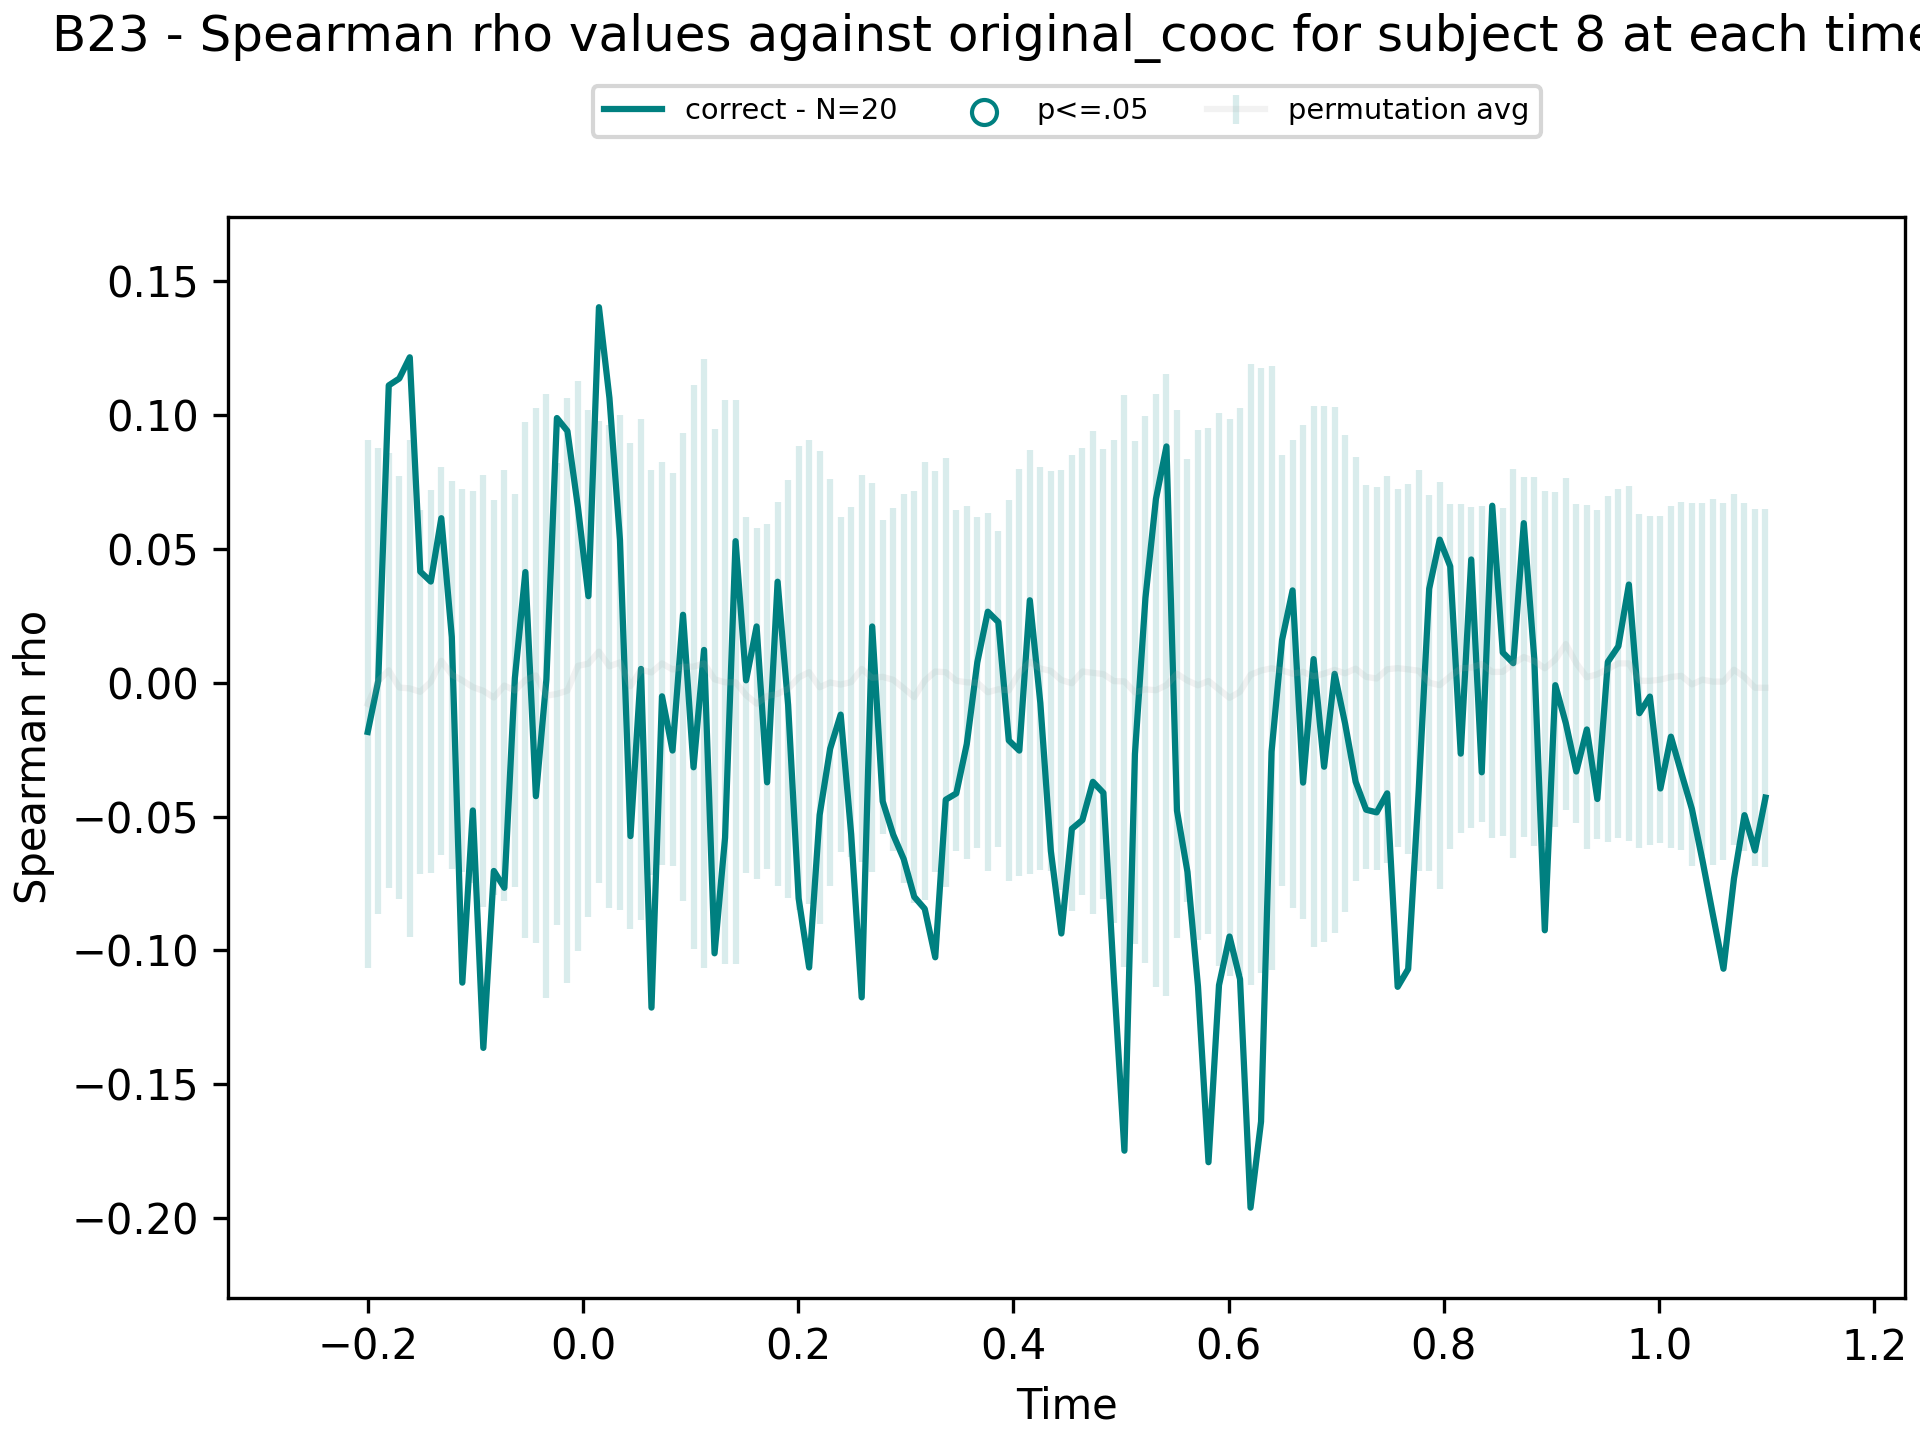 B23 - Spearman rho values against original_cooc for subject 8 at each time
correct - N=20 p<=.05 permutation avg
0.15
0.10
0.05
0.00
−0.05
−0.10
−0.15
−0.20
Spearman rho
−0.2 0.0 0.2 0.4 0.6 0.8 1.0 1.2
Time